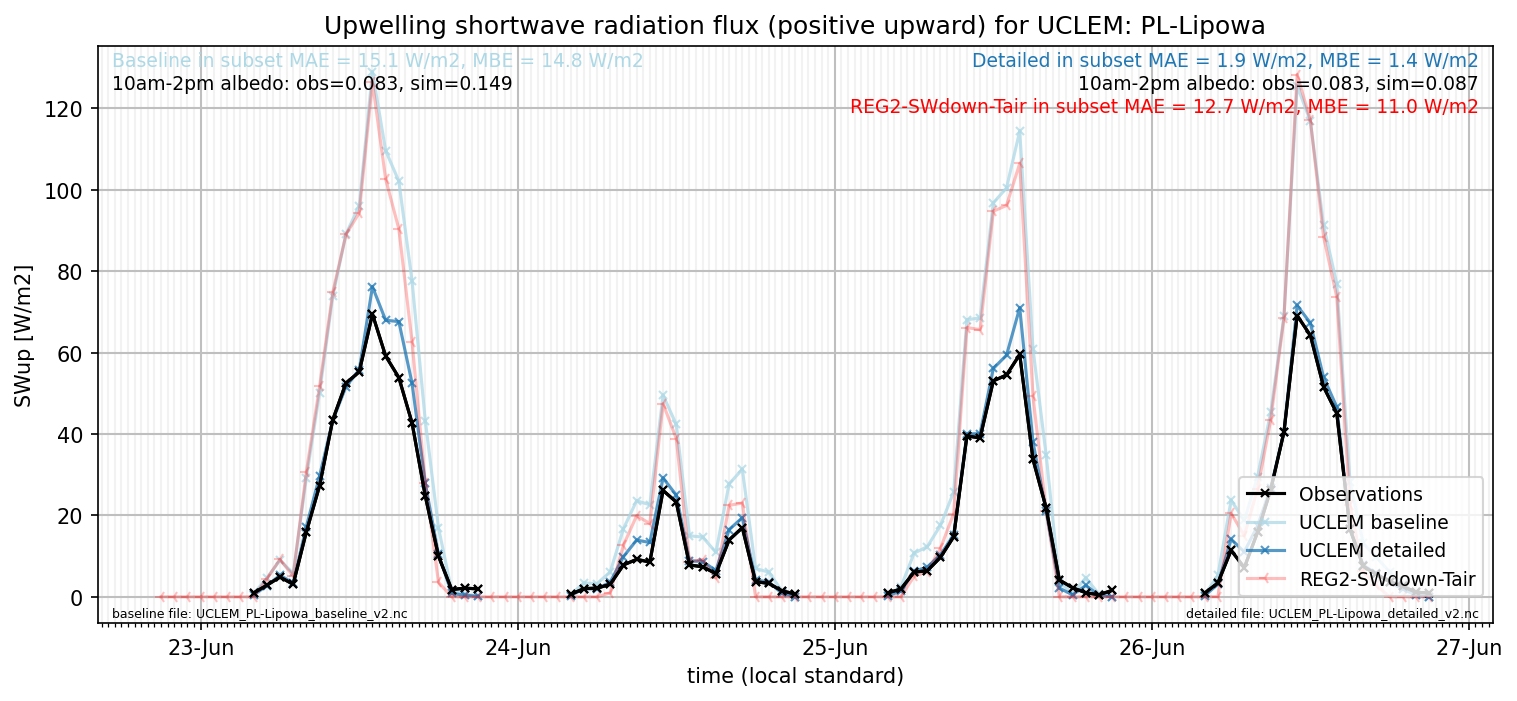 Upwelling shortwave radiation flux (positive upward) for UCLEM: PL-Lipowa
Baseline in subset MAE = 15.1 W/m2, MBE = 14.8 W/m2
10am-2pm albedo: obs=0.083, sim=0.149
Detailed in subset MAE = 1.9 W/m2, MBE = 1.4 W/m2
10am-2pm albedo: obs=0.083, sim=0.087
REG2-SWdown-Tair in subset MAE = 12.7 W/m2, MBE = 11.0 W/m2
SWup [W/m2]
120
100
80
60
40
20
0
Observations
UCLEM baseline
UCLEM detailed
REG2-SWdown-Tair
baseline file: UCLEM_PL-Lipowa_baseline_v2.nc
detailed file: UCLEM_PL-Lipowa_detailed_v2.nc
23-Jun
24-Jun
25-Jun
26-Jun
27-Jun
time (local standard)